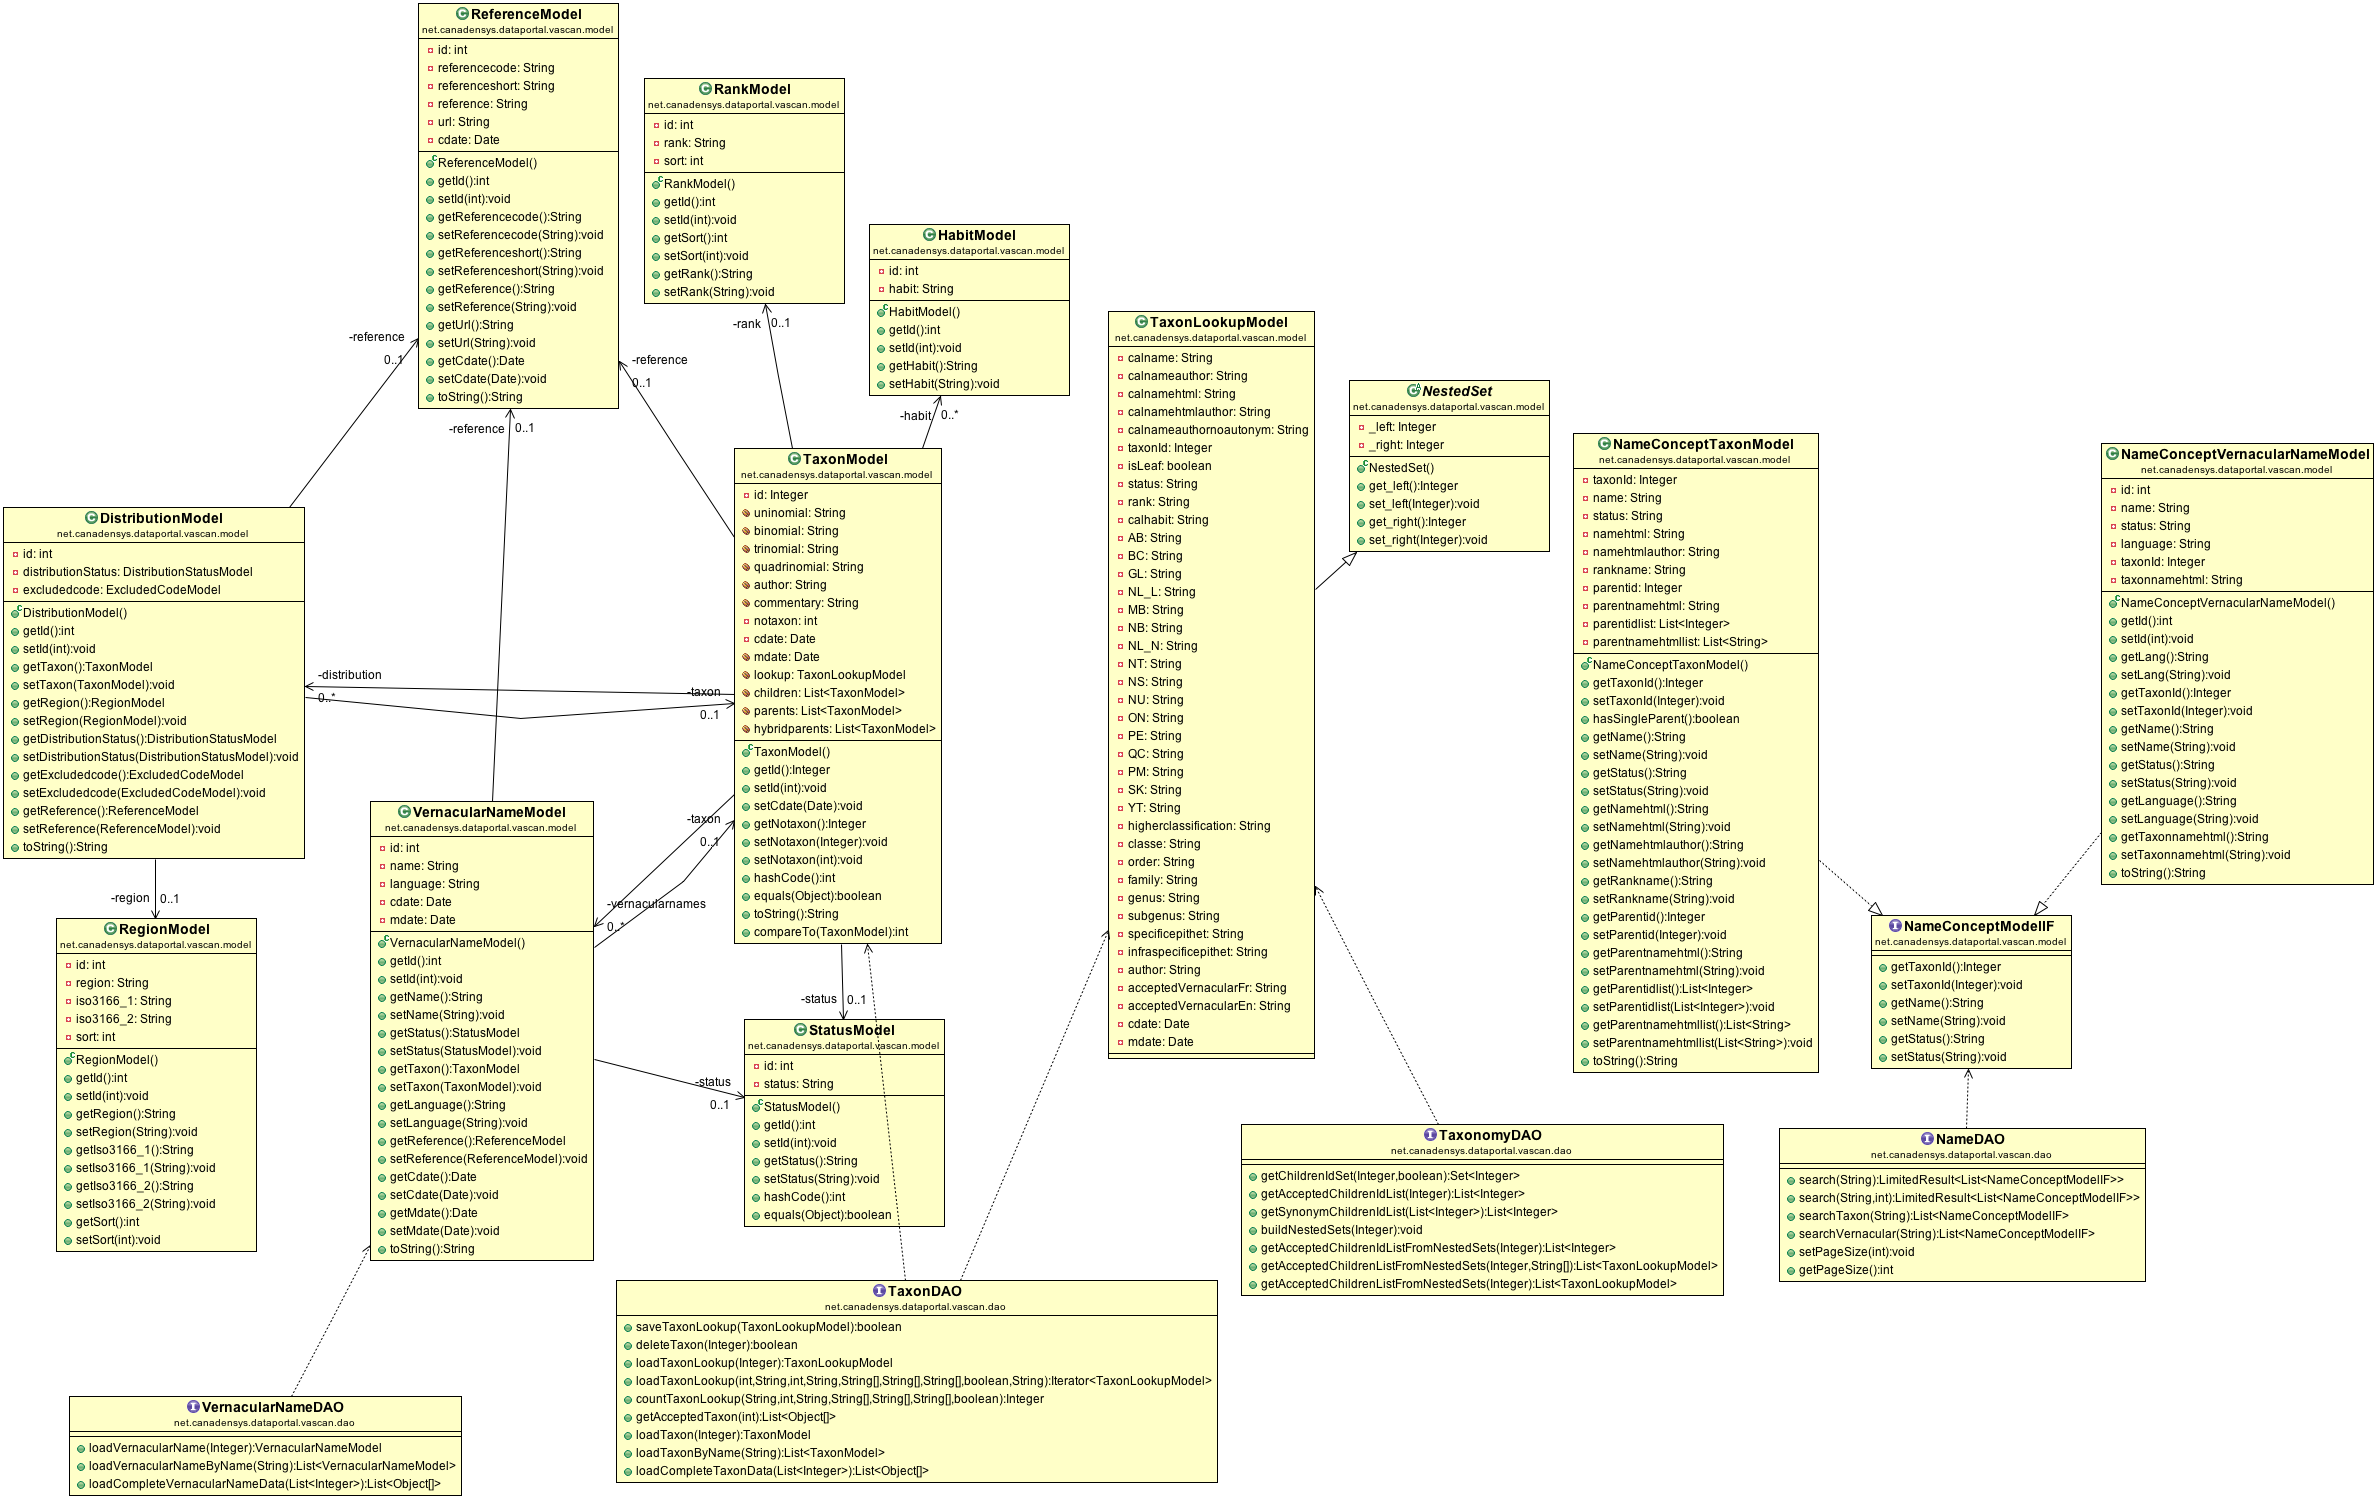 ReferenceModel
net.canadensys.dataportal.vascan.model
id: int
referencecode: String
referenceshort: String
reference: String
url: String
cdate: Date
ReferenceModel()
getId():int
setId(int):void
getReferencecode():String
setReferencecode(String):void
getReferenceshort():String
setReferenceshort(String):void
getReference():String
setReference(String):void
getUrl():String
setUrl(String):void
getCdate():Date
setCdate(Date):void
toString():String
RankModel
net.canadensys.dataportal.vascan.model
id: int
rank: String
sort: int
RankModel()
getId():int
setId(int):void
getSort():int
setSort(int):void
getRank():String
setRank(String):void
HabitModel
net.canadensys.dataportal.vascan.model
id: int
habit: String
HabitModel()
getId():int
setId(int):void
getHabit():String
setHabit(String):void
-reference
0..1
-reference
0..1
-reference
0..1
-rank
0..1
-habit
0..*
TaxonModel
net.canadensys.dataportal.vascan.model
id: Integer
uninomial: String
binomial: String
trinomial: String
quadrinomial: String
author: String
commentary: String
notaxon: int
cdate: Date
mdate: Date
lookup: TaxonLookupModel
children: List<TaxonModel>
parents: List<TaxonModel>
hybridparents: List<TaxonModel>
TaxonModel()
getId():Integer
setId(int):void
setCdate(Date):void
getNotaxon():Integer
setNotaxon(Integer):void
setNotaxon(int):void
hashCode():int
equals(Object):boolean
toString():String
compareTo(TaxonModel):int
DistributionModel
net.canadensys.dataportal.vascan.model
id: int
distributionStatus: DistributionStatusModel
excludedcode: ExcludedCodeModel
DistributionModel()
getId():int
setId(int):void
getTaxon():TaxonModel
setTaxon(TaxonModel):void
getRegion():RegionModel
setRegion(RegionModel):void
getDistributionStatus():DistributionStatusModel
setDistributionStatus(DistributionStatusModel):void
getExcludedcode():ExcludedCodeModel
setExcludedcode(ExcludedCodeModel):void
getReference():ReferenceModel
setReference(ReferenceModel):void
toString():String
-distribution
0..*
-taxon
0..1
-taxon
0..1
-vernacularnames
0..*
-region
0..1
-status
0..1
-status
0..1
RegionModel
net.canadensys.dataportal.vascan.model
id: int
region: String
iso3166_1: String
iso3166_2: String
sort: int
RegionModel()
getId():int
setId(int):void
getRegion():String
setRegion(String):void
getIso3166_1():String
setIso3166_1(String):void
getIso3166_2():String
setIso3166_2(String):void
getSort():int
setSort(int):void
VernacularNameModel
net.canadensys.dataportal.vascan.model
id: int
name: String
language: String
cdate: Date
mdate: Date
VernacularNameModel()
getId():int
setId(int):void
getName():String
setName(String):void
getStatus():StatusModel
setStatus(StatusModel):void
getTaxon():TaxonModel
setTaxon(TaxonModel):void
getLanguage():String
setLanguage(String):void
getReference():ReferenceModel
setReference(ReferenceModel):void
getCdate():Date
setCdate(Date):void
getMdate():Date
setMdate(Date):void
toString():String
StatusModel
net.canadensys.dataportal.vascan.model
id: int
status: String
StatusModel()
getId():int
setId(int):void
getStatus():String
setStatus(String):void
hashCode():int
equals(Object):boolean
TaxonLookupModel
net.canadensys.dataportal.vascan.model
calname: String
calnameauthor: String
calnamehtml: String
calnamehtmlauthor: String
calnameauthornoautonym: String
taxonId: Integer
isLeaf: boolean
status: String
rank: String
calhabit: String
AB: String
BC: String
GL: String
NL_L: String
MB: String
NB: String
NL_N: String
NT: String
NS: String
NU: String
ON: String
PE: String
QC: String
PM: String
SK: String
YT: String
higherclassification: String
classe: String
order: String
family: String
genus: String
subgenus: String
specificepithet: String
infraspecificepithet: String
author: String
acceptedVernacularFr: String
acceptedVernacularEn: String
cdate: Date
mdate: Date
NestedSet
net.canadensys.dataportal.vascan.model
_left: Integer
_right: Integer
NestedSet()
get_left():Integer
set_left(Integer):void
get_right():Integer
set_right(Integer):void
NameConceptTaxonModel
net.canadensys.dataportal.vascan.model
taxonId: Integer
name: String
status: String
namehtml: String
namehtmlauthor: String
rankname: String
parentid: Integer
parentnamehtml: String
parentidlist: List<Integer>
parentnamehtmllist: List<String>
NameConceptTaxonModel()
getTaxonId():Integer
setTaxonId(Integer):void
hasSingleParent():boolean
getName():String
setName(String):void
getStatus():String
setStatus(String):void
getNamehtml():String
setNamehtml(String):void
getNamehtmlauthor():String
setNamehtmlauthor(String):void
getRankname():String
setRankname(String):void
getParentid():Integer
setParentid(Integer):void
getParentnamehtml():String
setParentnamehtml(String):void
getParentidlist():List<Integer>
setParentidlist(List<Integer>):void
getParentnamehtmllist():List<String>
setParentnamehtmllist(List<String>):void
toString():String
NameConceptVernacularNameModel
net.canadensys.dataportal.vascan.model
id: int
name: String
status: String
language: String
taxonId: Integer
taxonnamehtml: String
NameConceptVernacularNameModel()
getId():int
setId(int):void
getLang():String
setLang(String):void
getTaxonId():Integer
setTaxonId(Integer):void
getName():String
setName(String):void
getStatus():String
setStatus(String):void
getLanguage():String
setLanguage(String):void
getTaxonnamehtml():String
setTaxonnamehtml(String):void
toString():String
NameConceptModelIF
net.canadensys.dataportal.vascan.model
getTaxonId():Integer
setTaxonId(Integer):void
getName():String
setName(String):void
getStatus():String
setStatus(String):void
TaxonomyDAO
net.canadensys.dataportal.vascan.dao
getChildrenIdSet(Integer,boolean):Set<Integer>
getAcceptedChildrenIdList(Integer):List<Integer>
getSynonymChildrenIdList(List<Integer>):List<Integer>
buildNestedSets(Integer):void
getAcceptedChildrenIdListFromNestedSets(Integer):List<Integer>
getAcceptedChildrenListFromNestedSets(Integer,String[]):List<TaxonLookupModel>
getAcceptedChildrenListFromNestedSets(Integer):List<TaxonLookupModel>
NameDAO
net.canadensys.dataportal.vascan.dao
search(String):LimitedResult<List<NameConceptModelIF>>
search(String,int):LimitedResult<List<NameConceptModelIF>>
searchTaxon(String):List<NameConceptModelIF>
searchVernacular(String):List<NameConceptModelIF>
setPageSize(int):void
getPageSize():int
TaxonDAO
net.canadensys.dataportal.vascan.dao
saveTaxonLookup(TaxonLookupModel):boolean
deleteTaxon(Integer):boolean
loadTaxonLookup(Integer):TaxonLookupModel
loadTaxonLookup(int,String,int,String,String[],String[],String[],boolean,String):Iterator<TaxonLookupModel>
countTaxonLookup(String,int,String,String[],String[],String[],boolean):Integer
getAcceptedTaxon(int):List<Object[]>
loadTaxon(Integer):TaxonModel
loadTaxonByName(String):List<TaxonModel>
loadCompleteTaxonData(List<Integer>):List<Object[]>
VernacularNameDAO
net.canadensys.dataportal.vascan.dao
loadVernacularName(Integer):VernacularNameModel
loadVernacularNameByName(String):List<VernacularNameModel>
loadCompleteVernacularNameData(List<Integer>):List<Object[]>